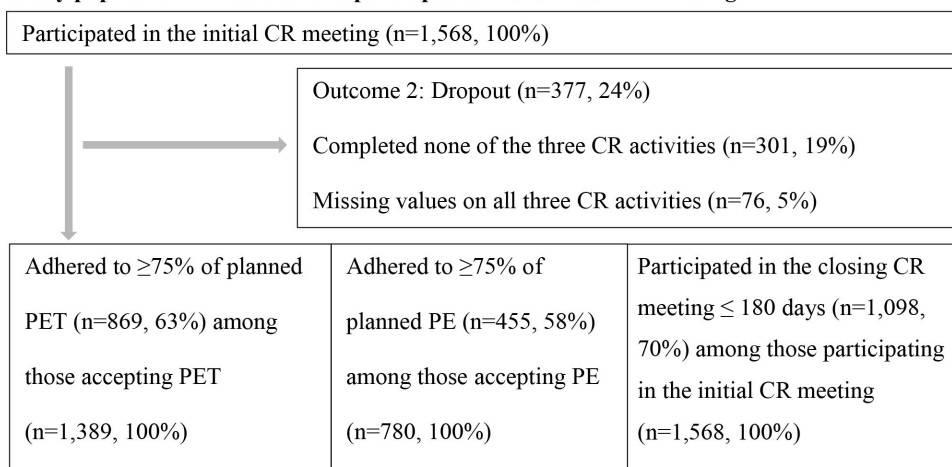 Participated in the initial CR meeting (n=1,568, 100%)
Outcome 2: Dropout (n=377, 24%)
Completed none of the three CR activities (n=301, 19%)
Missing values on all three CR activities (n=76, 5%)
Adhered to ≥75% of planned
PET (n=869, 63%) among
those accepting PET
(n=1,389, 100%)
Adhered to ≥75% of
planned PE (n=455, 58%)
among those accepting PE
(n=780, 100%)
Participated in the closing CR
meeting ≤ 180 days (n=1,098,
70%) among those participating
in the initial CR meeting
(n=1,568, 100%)